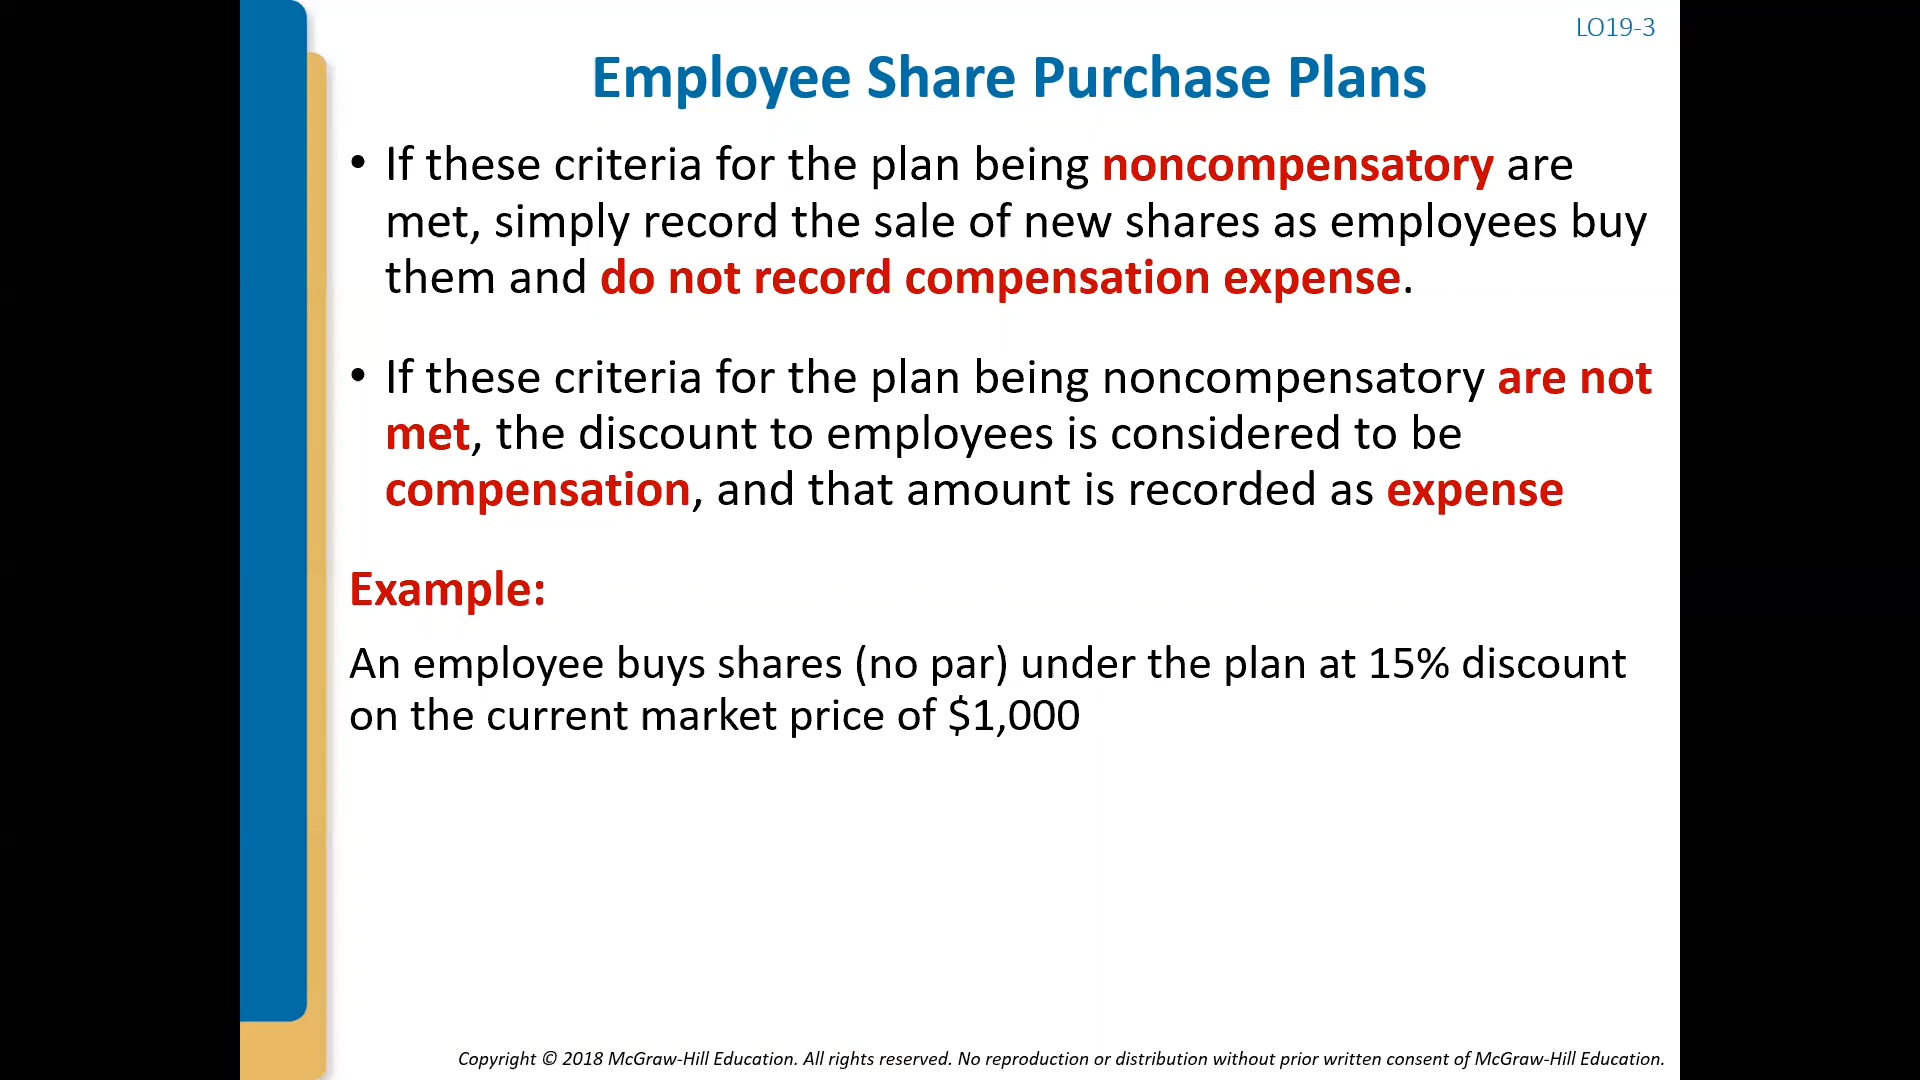 LO19-3
Employee Share Purchase Plans
• If these criteria for the plan being noncompensatory are
met, simply record the sale of new shares as employees buy
them and do not record compensation expense.
• If these criteria for the plan being noncompensatory are not
met, the discount to employees is considered to be
compensation, and that amount is recorded as expense
Example:
An employee buys shares (no par) under the plan at 15% discount
on the current market price of $1,000
Copyright © 2018 McGraw-Hill Education. All rights reserved. No reproduction or distribution without prior written consent of McGraw-Hill Education.